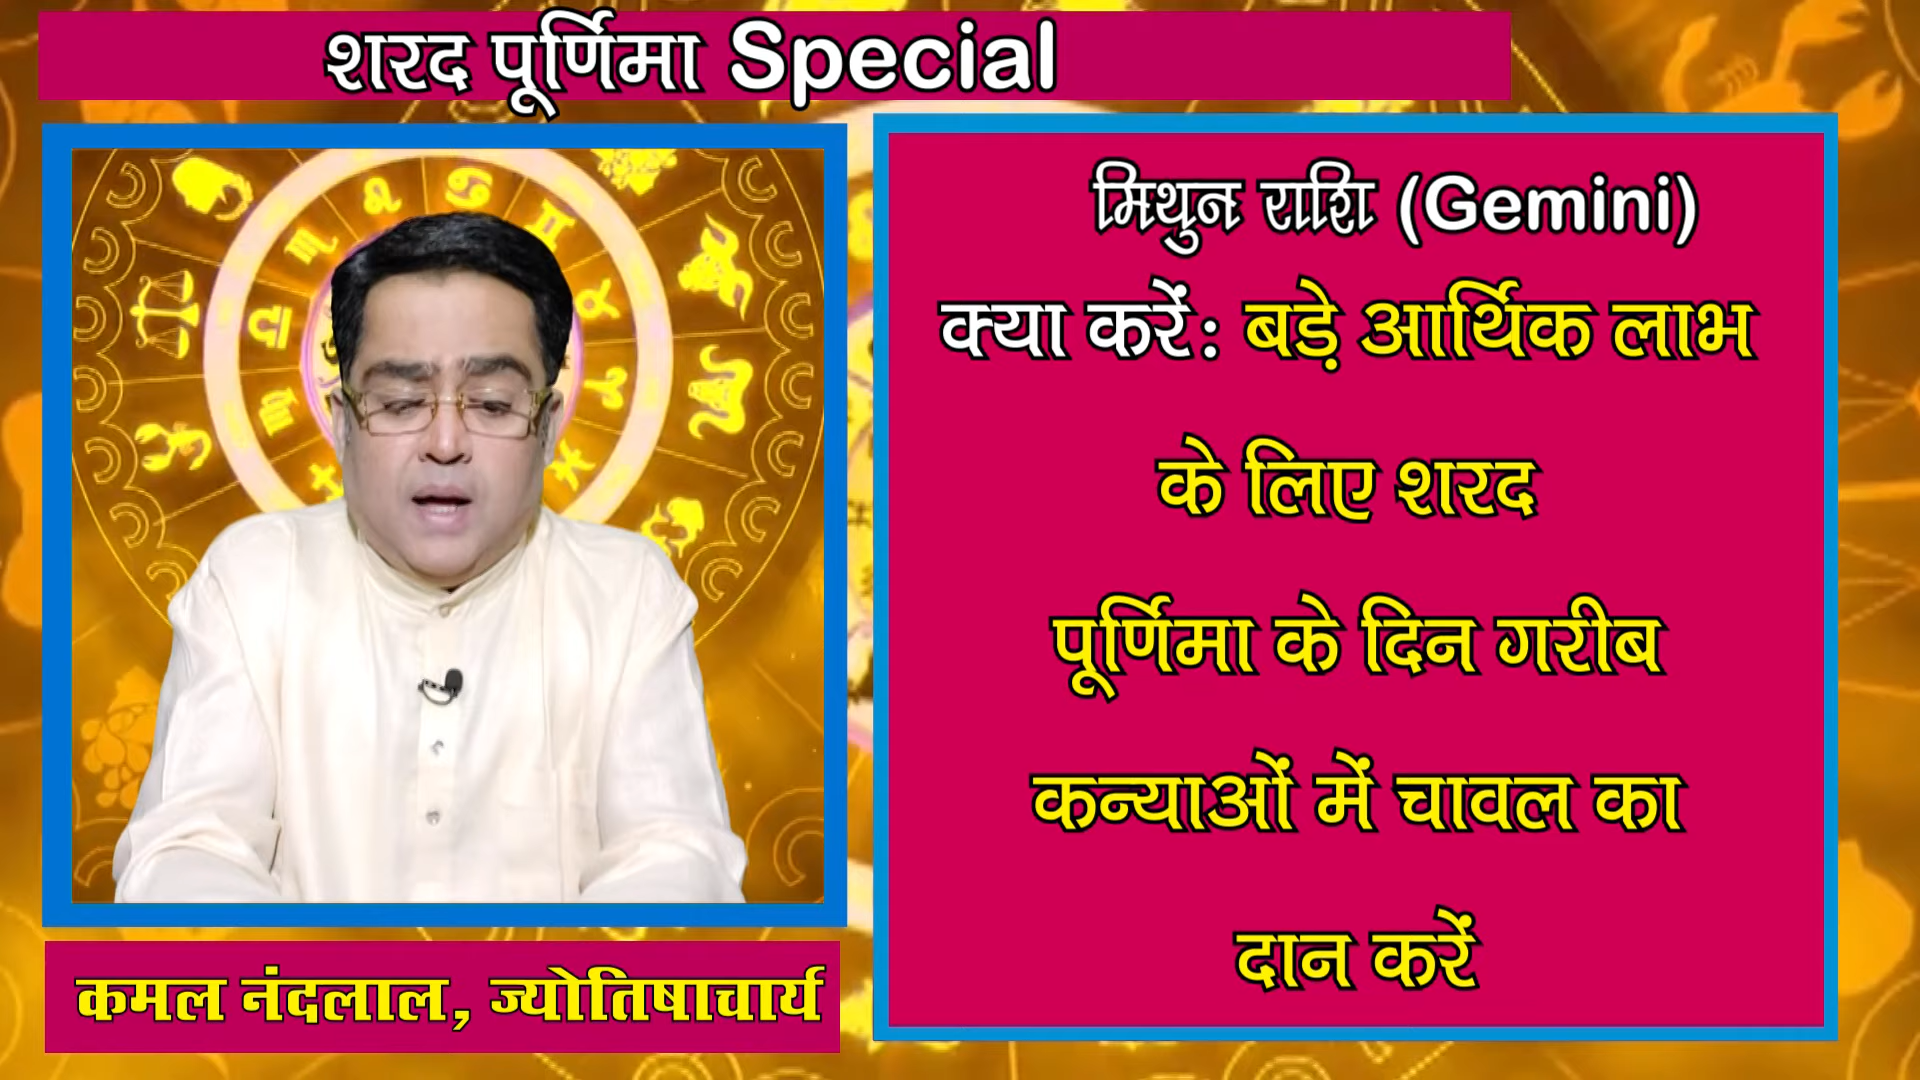 शरद पूर्णिमा Special
मिथुन राशि (Gemini)
क्या करें: बड़े आर्थिक लाभ
के लिए शरद
पूर्णिमा के दिन गरीब
कन्याओं में चावल का
दान करें
कमल नंदलाल, ज्योतिषाचार्य